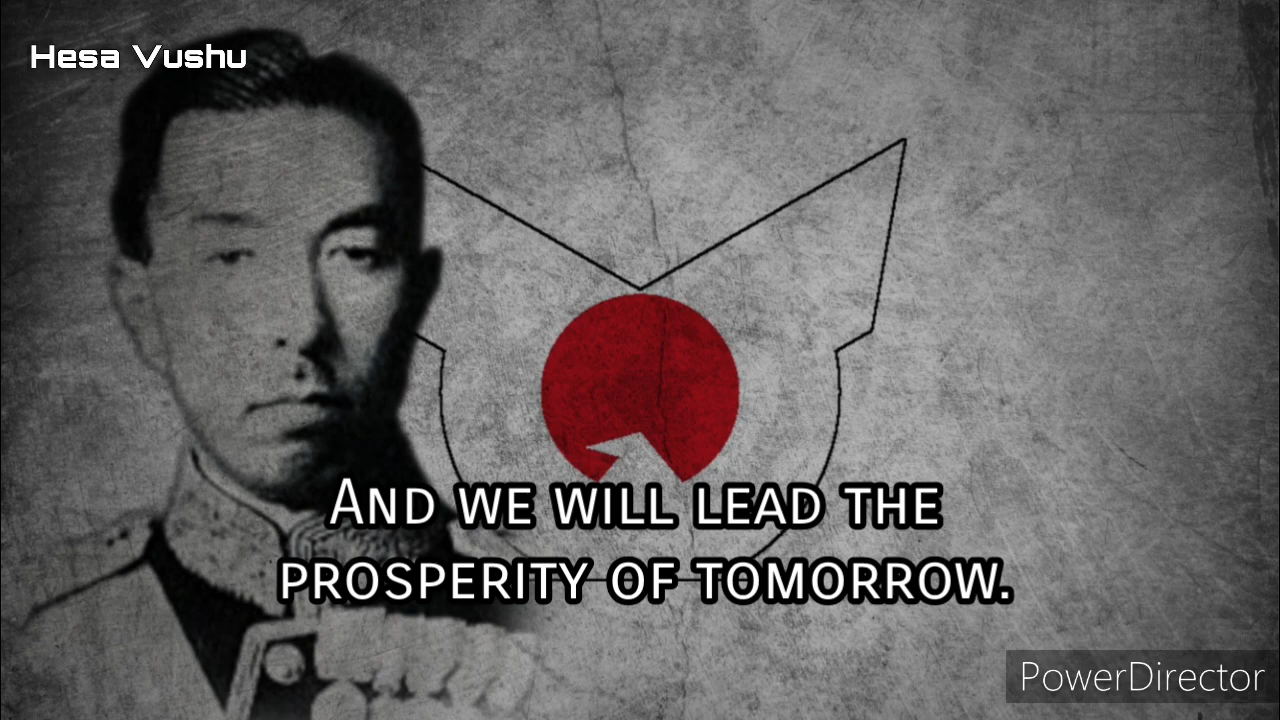 Hesa Vushu
And we will lead the
prosperity of tomorrow.
PowerDirector